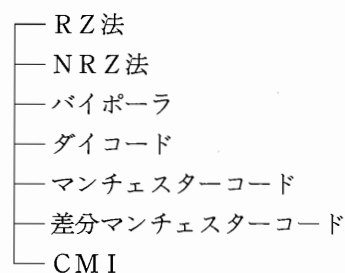 ＲＺ法
ＮＲＺ法
バイポーラ
ダイコード
マンチェスターコード
差分マンチェスターコード
ＣＭＩ